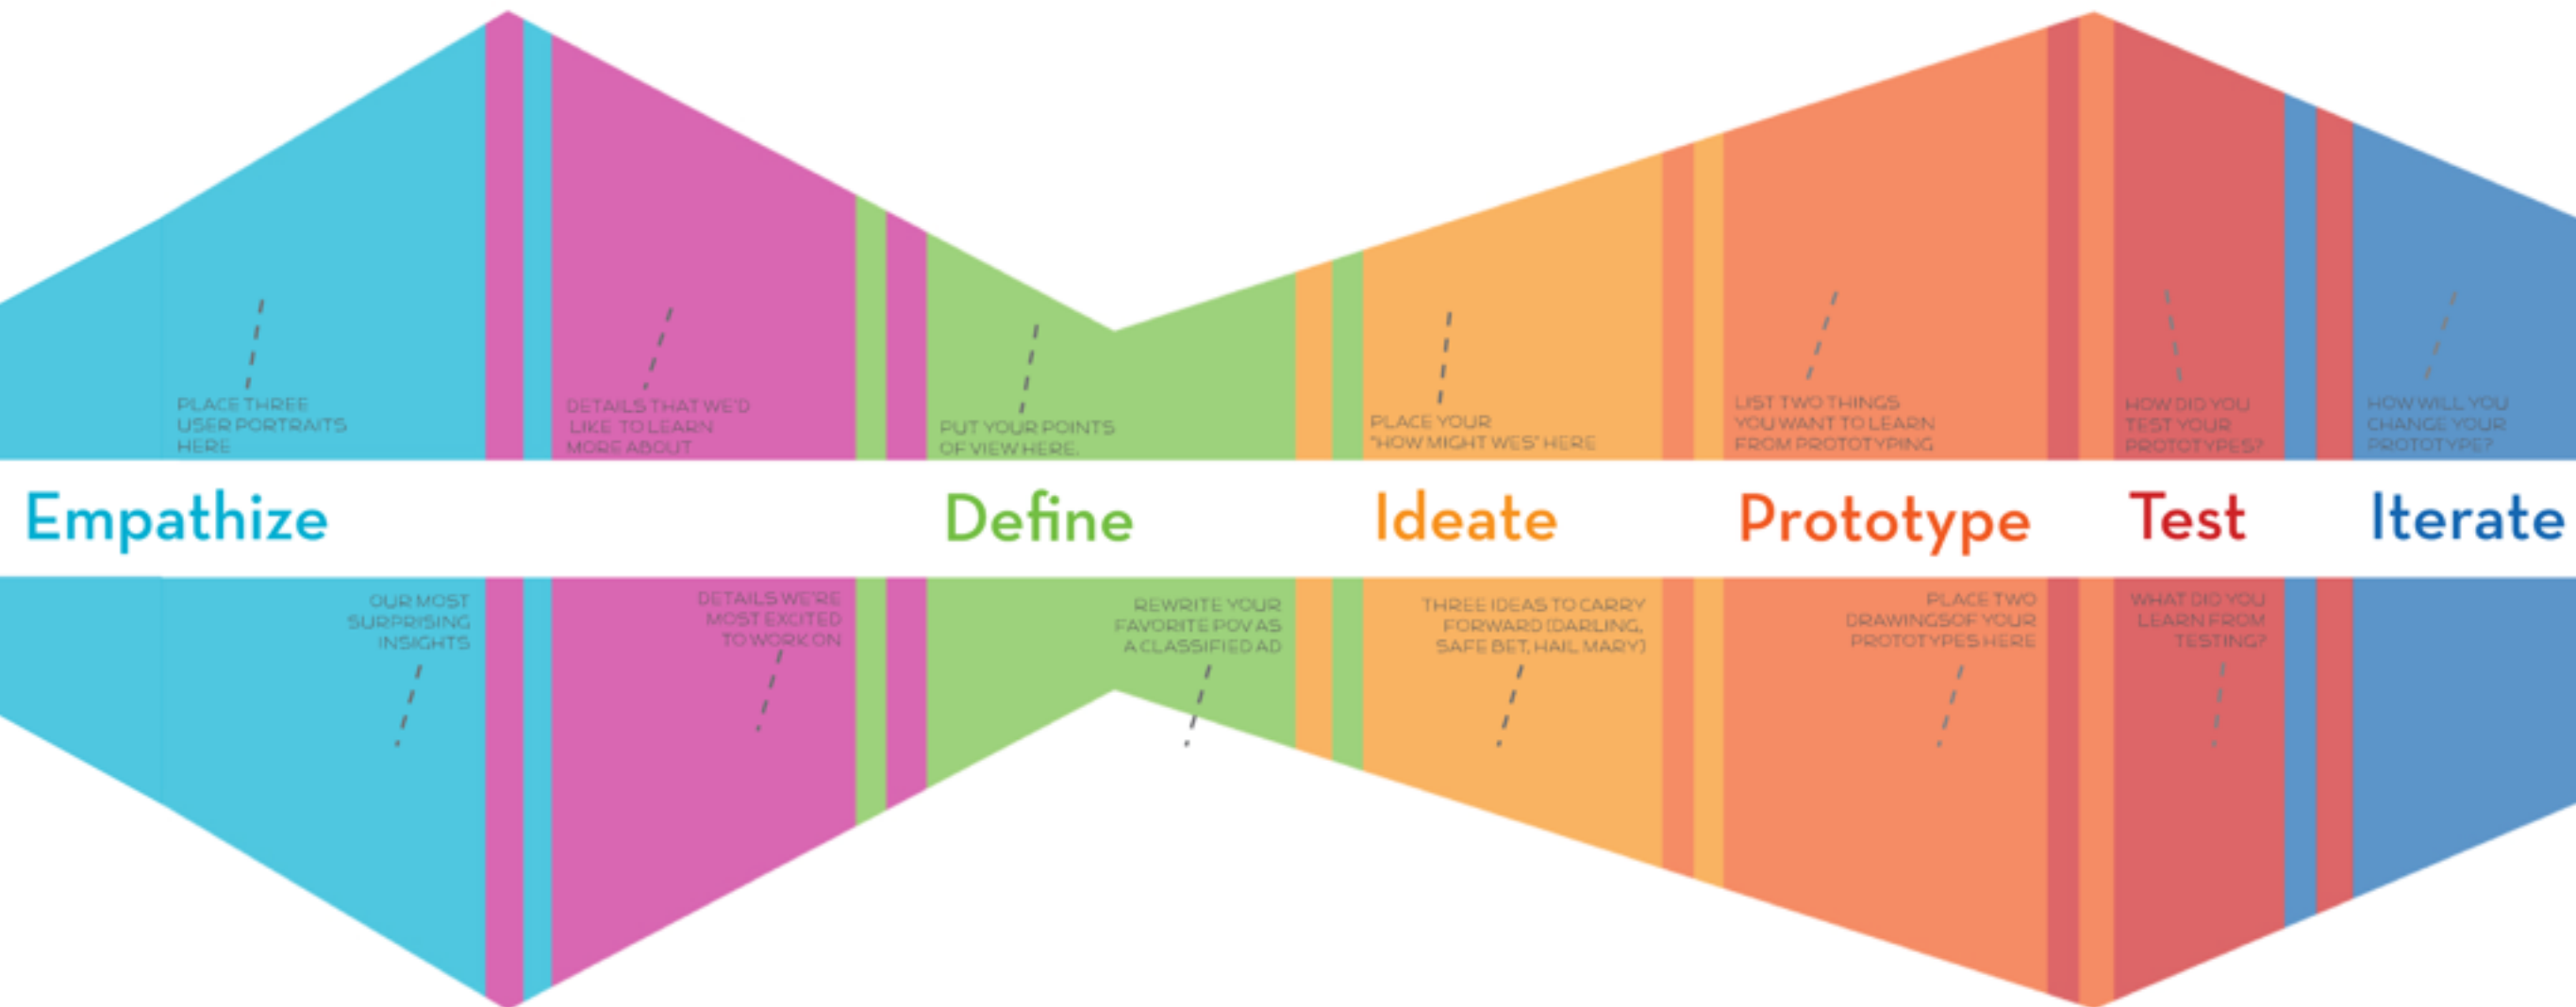 PLACE THREE
USER PORTRAITS
HERE
DETAILS THAT WE'D
LIKE TO LEARN
MORE ABOUT
PUT YOUR POINTS
OF VIEW HERE.
PLACE YOUR
"HOW MIGHT WES" HERE
LIST TWO THINGS
YOU WANT TO LEARN
FROM PROTOTYPING
HOW DID YOU
TEST YOUR
PROTOTYPES?
HOW WILL YOU
CHANGE YOUR
PROTOTYPE?
Empathize
Define
Ideate
Prototype
Test
Iterate
OUR MOST
SURPRISING
INSIGHTS
DETAILS WE'RE
MOST EXCITED
TO WORK ON
REWRITE YOUR
FAVORITE POV AS
A CLASSIFIED AD
THREE IDEAS TO CARRY
FORWARD (DARLING,
SAFE BET, HAIL MARY)
PLACE TWO
DRAWINGSOF YOUR
PROTOTYPES HERE
WHAT DID YOU
LEARN FROM
TESTING?